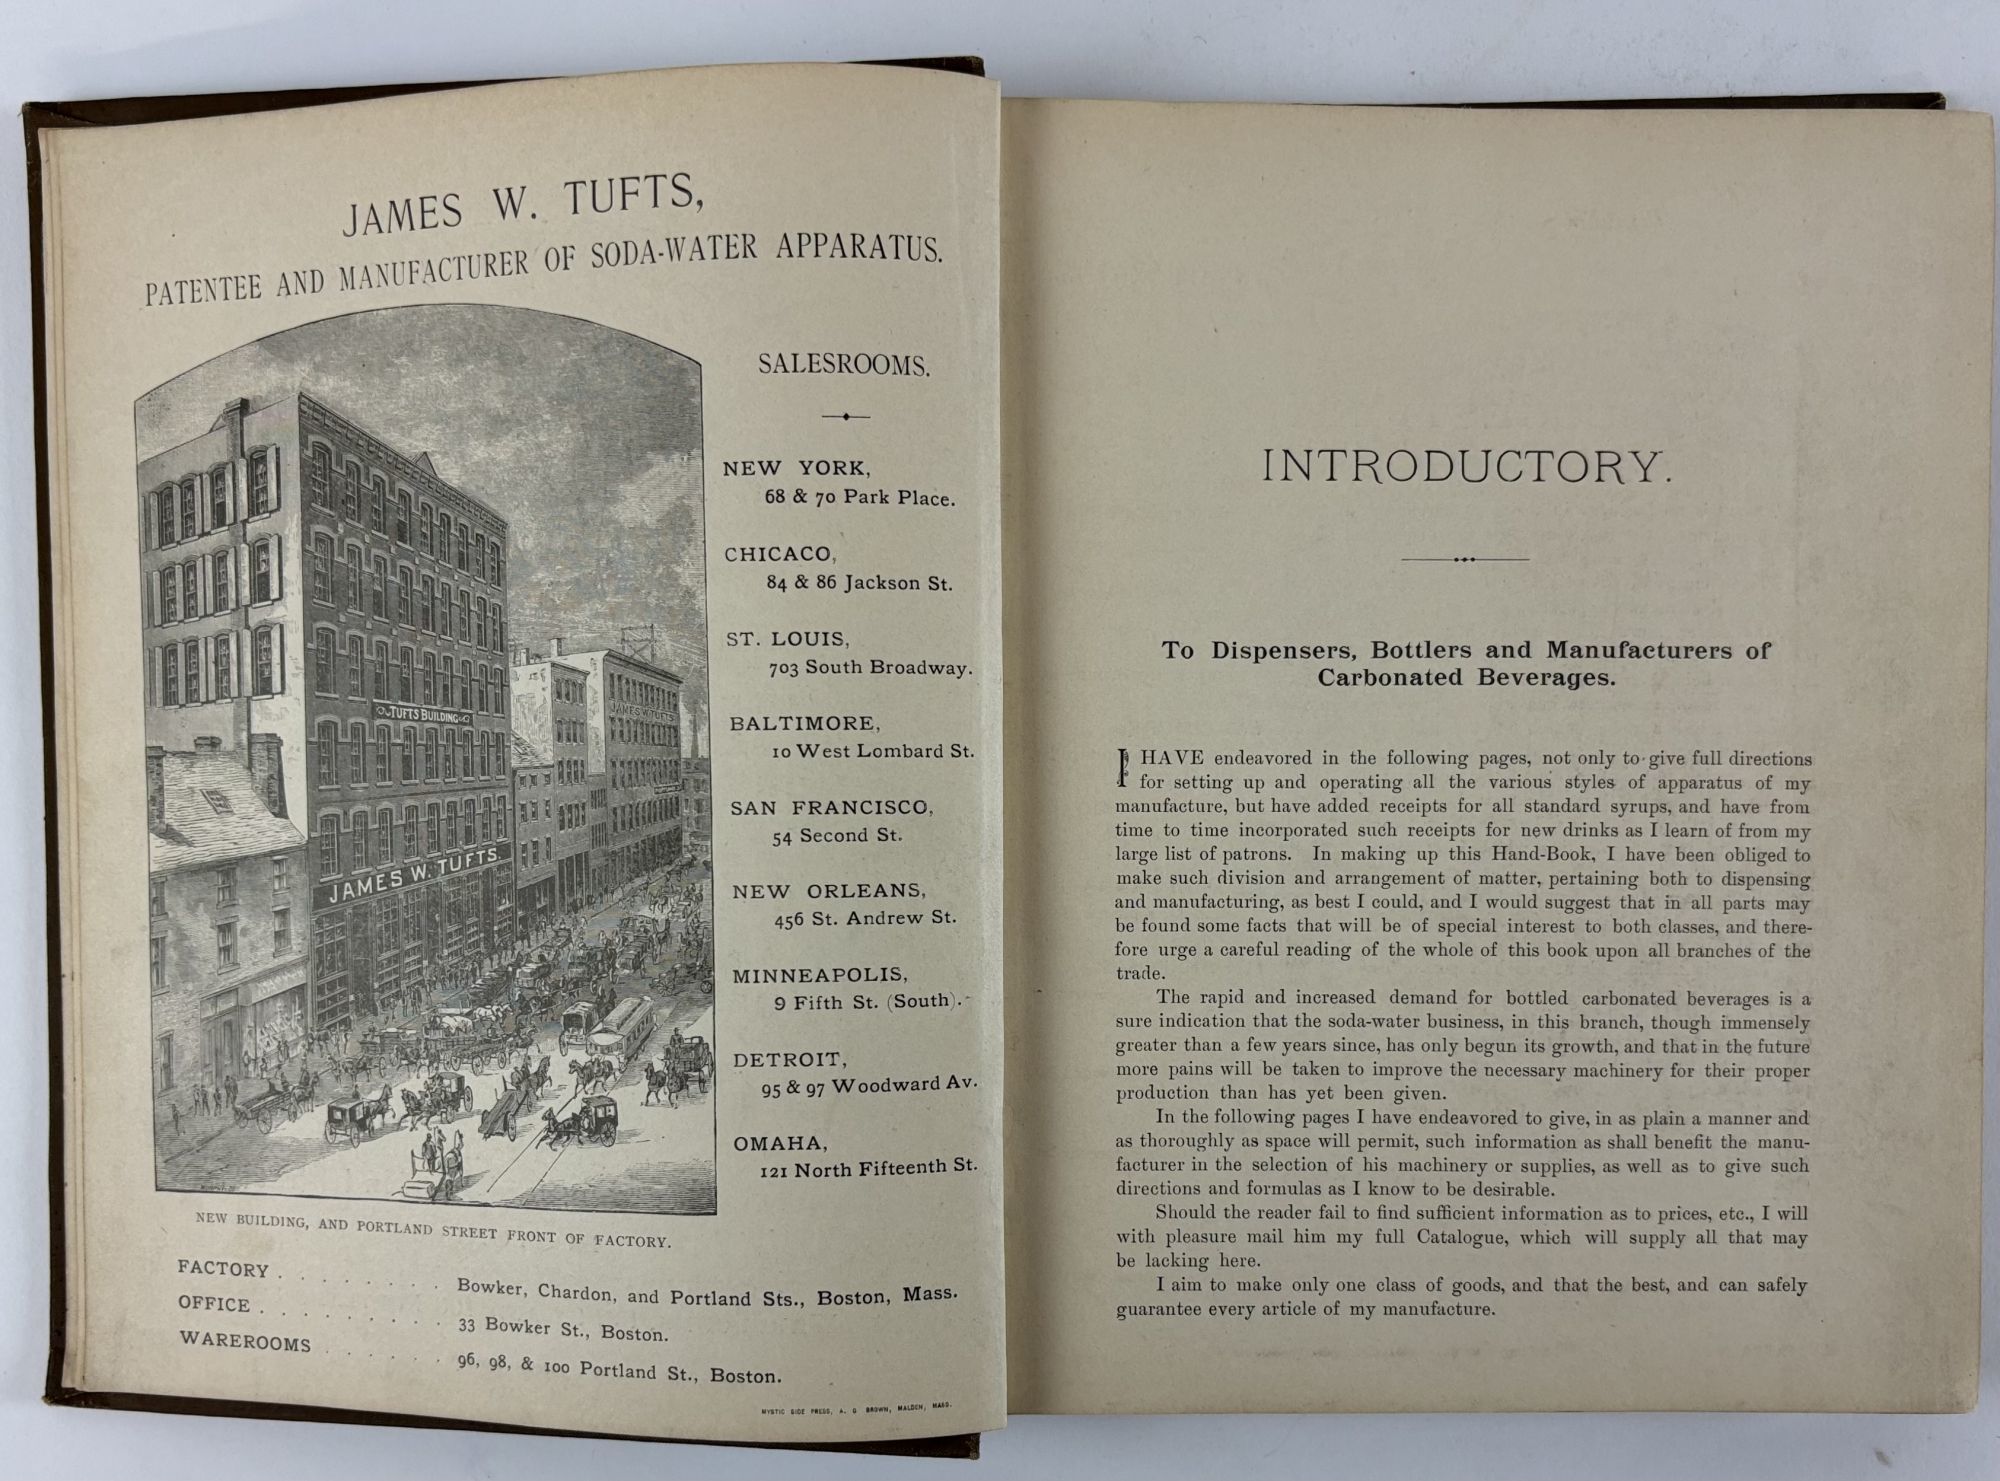 JAMES W. TUFTS,
PATENTEE AND MANUFACTURER OF SODA-WATER APPARATUS.
TUFTS BUILDING
JAMES W. TUFTS.
JAMES W. TUFTS
SALESROOMS.
NEW YORK,
68 & 70 Park Place.
CHICACO,
84 & 86 Jackson St.
ST. LOUIS,
703 South Broadway.
BALTIMORE,
10 West Lombard St.
SAN FRANCISCO,
54 Second St.
NEW ORLEANS,
456 St. Andrew St.
MINNEAPOLIS,
9 Fifth St. (South).
DETROIT,
95 & 97 Woodward Av.
OMAHA,
121 North Fifteenth St.
NEW BUILDING, AND PORTLAND STREET FRONT OF FACTORY.
FACTORY . . . . . . . . Bowker, Chardon, and Portland Sts., Boston, Mass.
OFFICE . . . . . . . . . 33 Bowker St., Boston.
WAREROOMS . . . . . . 96, 98, & 100 Portland St., Boston.
MYSTIC SIDE PRESS, A. G BROWN, MALDEN, MASS.
INTRODUCTORY.
To Dispensers, Bottlers and Manufacturers of
Carbonated Beverages.
I HAVE endeavored in the following pages, not only to give full directions
for setting up and operating all the various styles of apparatus of my
manufacture, but have added receipts for all standard syrups, and have from
time to time incorporated such receipts for new drinks as I learn of from my
large list of patrons. In making up this Hand-Book, I have been obliged to
make such division and arrangement of matter, pertaining both to dispensing
and manufacturing, as best I could, and I would suggest that in all parts may
be found some facts that will be of special interest to both classes, and there-
fore urge a careful reading of the whole of this book upon all branches of the
trade.
The rapid and increased demand for bottled carbonated beverages is a
sure indication that the soda-water business, in this branch, though immensely
greater than a few years since, has only begun its growth, and that in the future
more pains will be taken to improve the necessary machinery for their proper
production than has yet been given.
In the following pages I have endeavored to give, in as plain a manner and
as thoroughly as space will permit, such information as shall benefit the manu-
facturer in the selection of his machinery or supplies, as well as to give such
directions and formulas as I know to be desirable.
Should the reader fail to find sufficient information as to prices, etc., I will
with pleasure mail him my full Catalogue, which will supply all that may
be lacking here.
I aim to make only one class of goods, and that the best, and can safely
guarantee every article of my manufacture.